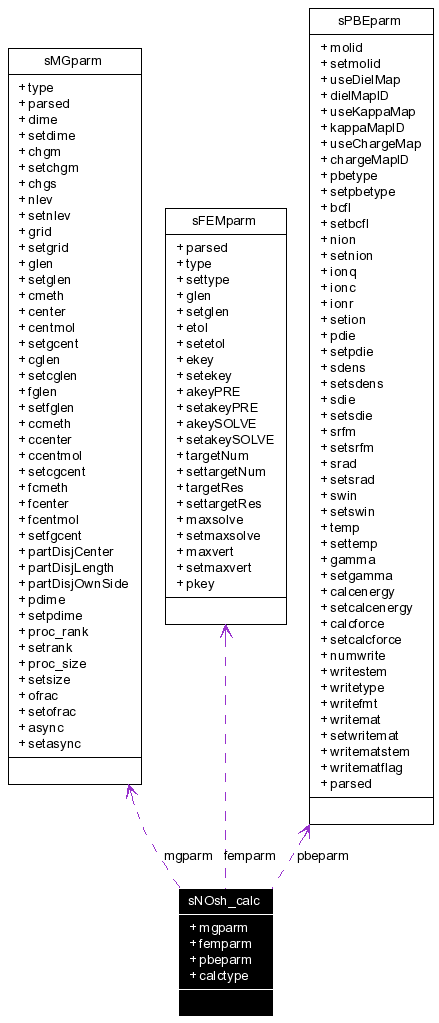 sMGparm
+ type
+ parsed
+ dime
+ setdime
+ chgm
+ setchgm
+ chgs
+ nlev
+ setnlev
+ grid
+ setgrid
+ glen
+ setglen
+ cmeth
+ center
+ centmol
+ setgcent
+ cglen
+ setcglen
+ fglen
+ setfglen
+ ccmeth
+ ccenter
+ ccentmol
+ setcgcent
+ fcmeth
+ fcenter
+ fcentmol
+ setfgcent
+ partDisjCenter
+ partDisjLength
+ partDisjOwnSide
+ pdime
+ setpdime
+ proc_rank
+ setrank
+ proc_size
+ setsize
+ ofrac
+ setofrac
+ async
+ setasync
sFEMparm
+ parsed
+ type
+ settype
+ glen
+ setglen
+ etol
+ setetol
+ ekey
+ setekey
+ akeyPRE
+ setakeyPRE
+ akeySOLVE
+ setakeySOLVE
+ targetNum
+ settargetNum
+ targetRes
+ settargetRes
+ maxsolve
+ setmaxsolve
+ maxvert
+ setmaxvert
+ pkey
sPBEparm
+ molid
+ setmolid
+ useDielMap
+ dielMapID
+ useKappaMap
+ kappaMapID
+ useChargeMap
+ chargeMapID
+ pbetype
+ setpbetype
+ bcfl
+ setbcfl
+ nion
+ setnion
+ ionq
+ ionc
+ ionr
+ setion
+ pdie
+ setpdie
+ sdens
+ setsdens
+ sdie
+ setsdie
+ srfm
+ setsrfm
+ srad
+ setsrad
+ swin
+ setswin
+ temp
+ settemp
+ gamma
+ setgamma
+ calcenergy
+ setcalcenergy
+ calcforce
+ setcalcforce
+ numwrite
+ writestem
+ writetype
+ writefmt
+ writemat
+ setwritemat
+ writematstem
+ writematflag
+ parsed
mgparm
femparm
pbeparm
sNOsh_calc
+ mgparm
+ femparm
+ pbeparm
+ calctype